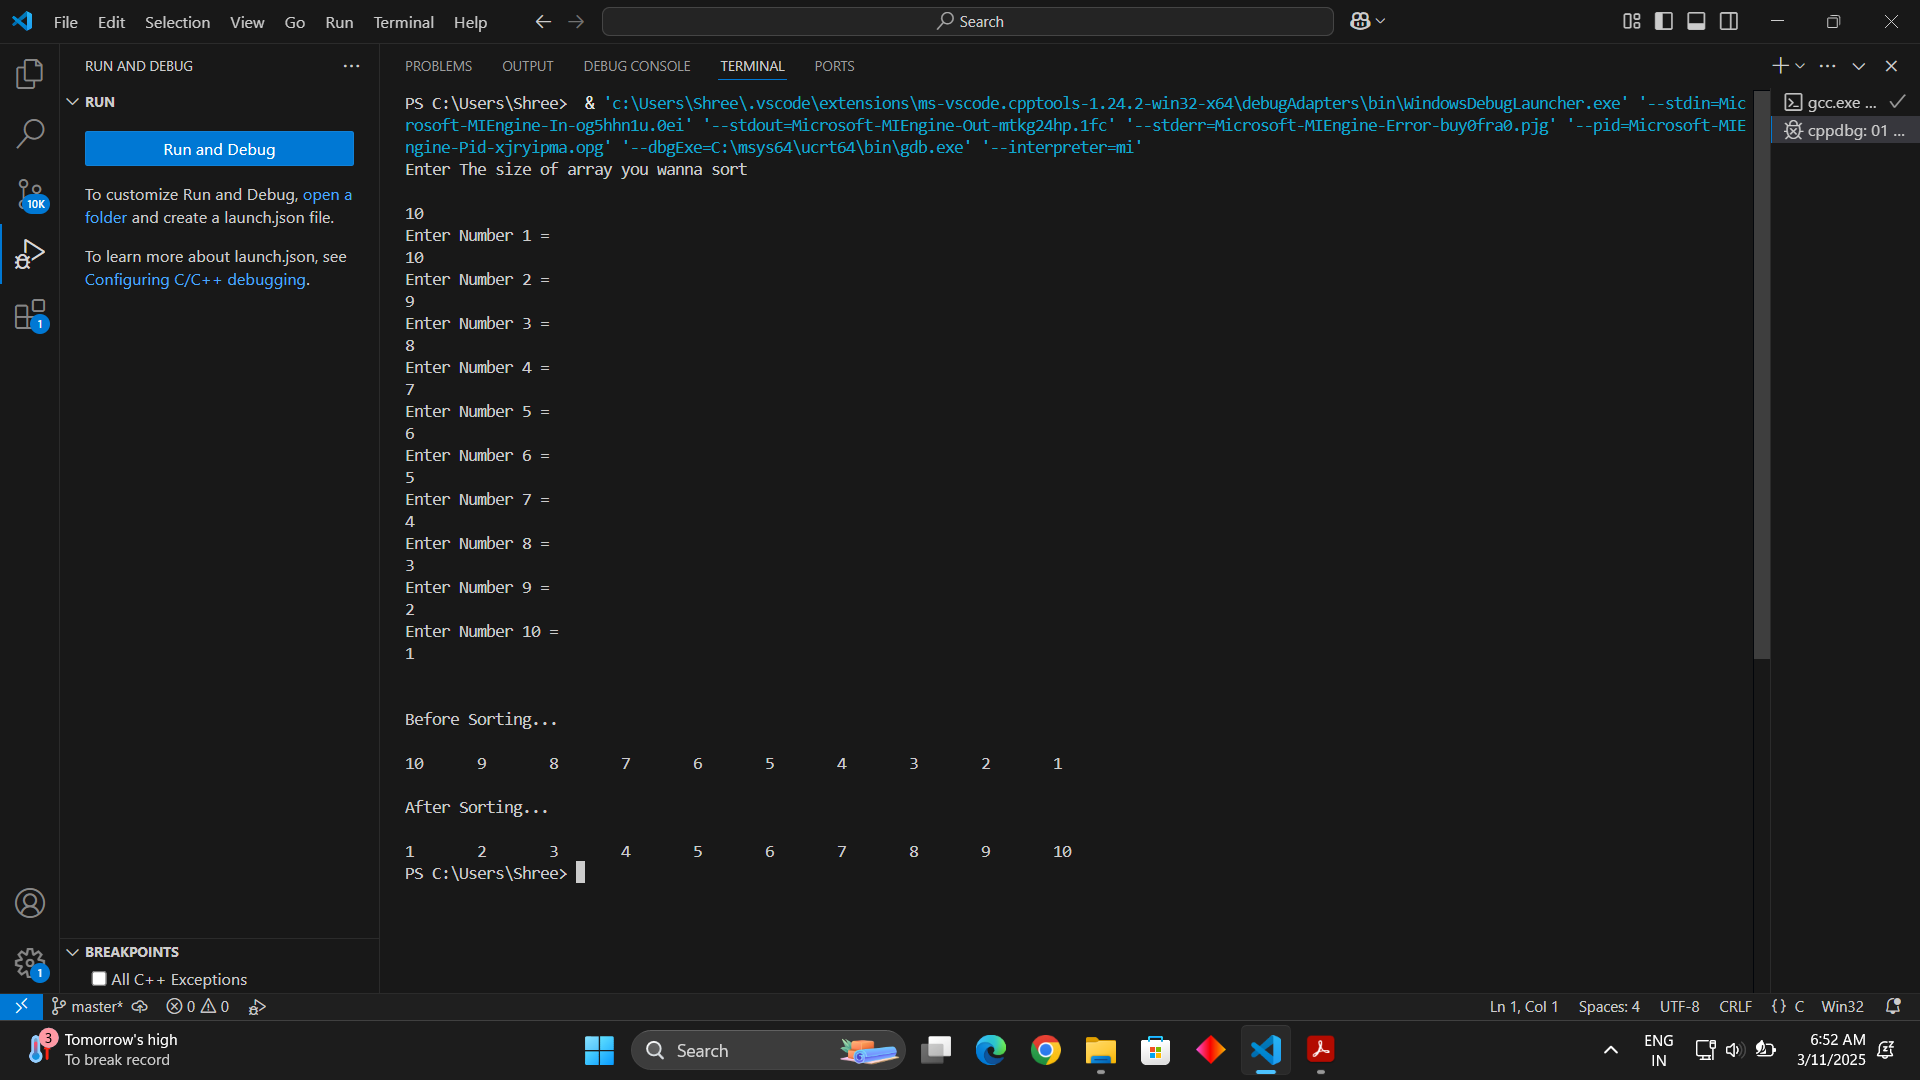 File Edit Selection View Go Run Terminal Help
Search
RUN AND DEBUG
RUN
Run and Debug
To customize Run and Debug, open a
folder and create a launch.json file.
To learn more about launch.json, see
Configuring C/C++ debugging.
10K
1
1
BREAKPOINTS
All C++ Exceptions
PROBLEMS OUTPUT DEBUG CONSOLE TERMINAL PORTS
PS C:\Users\Shree>  & 'c:\Users\Shree\.vscode\extensions\ms-vscode.cpptools-1.24.2-win32-x64\debugAdapters\bin\WindowsDebugLauncher.exe' '--stdin=Mic
rosoft-MIEngine-In-og5hhn1u.0ei' '--stdout=Microsoft-MIEngine-Out-mtkg24hp.1fc' '--stderr=Microsoft-MIEngine-Error-buy0fra0.pjg' '--pid=Microsoft-MIE
ngine-Pid-xjryipma.opg' '--dbgExe=C:\msys64\ucrt64\bin\gdb.exe' '--interpreter=mi'
Enter The size of array you wanna sort
10
Enter Number 1 =
10
Enter Number 2 =
9
Enter Number 3 =
8
Enter Number 4 =
7
Enter Number 5 =
6
Enter Number 6 =
5
Enter Number 7 =
4
Enter Number 8 =
3
Enter Number 9 =
2
Enter Number 10 =
1
Before Sorting...
10 9 8 7 6 5 4 3 2 1
After Sorting...
1 2 3 4 5 6 7 8 9 10
PS C:\Users\Shree>
gcc.exe ...
cppdbg: 01 ...
master* 0 0
Ln 1, Col 1 Spaces: 4 UTF-8 CRLF {} C Win32
3
Tomorrow's high
To break record
Search
ENG
IN
6:52 AM
3/11/2025